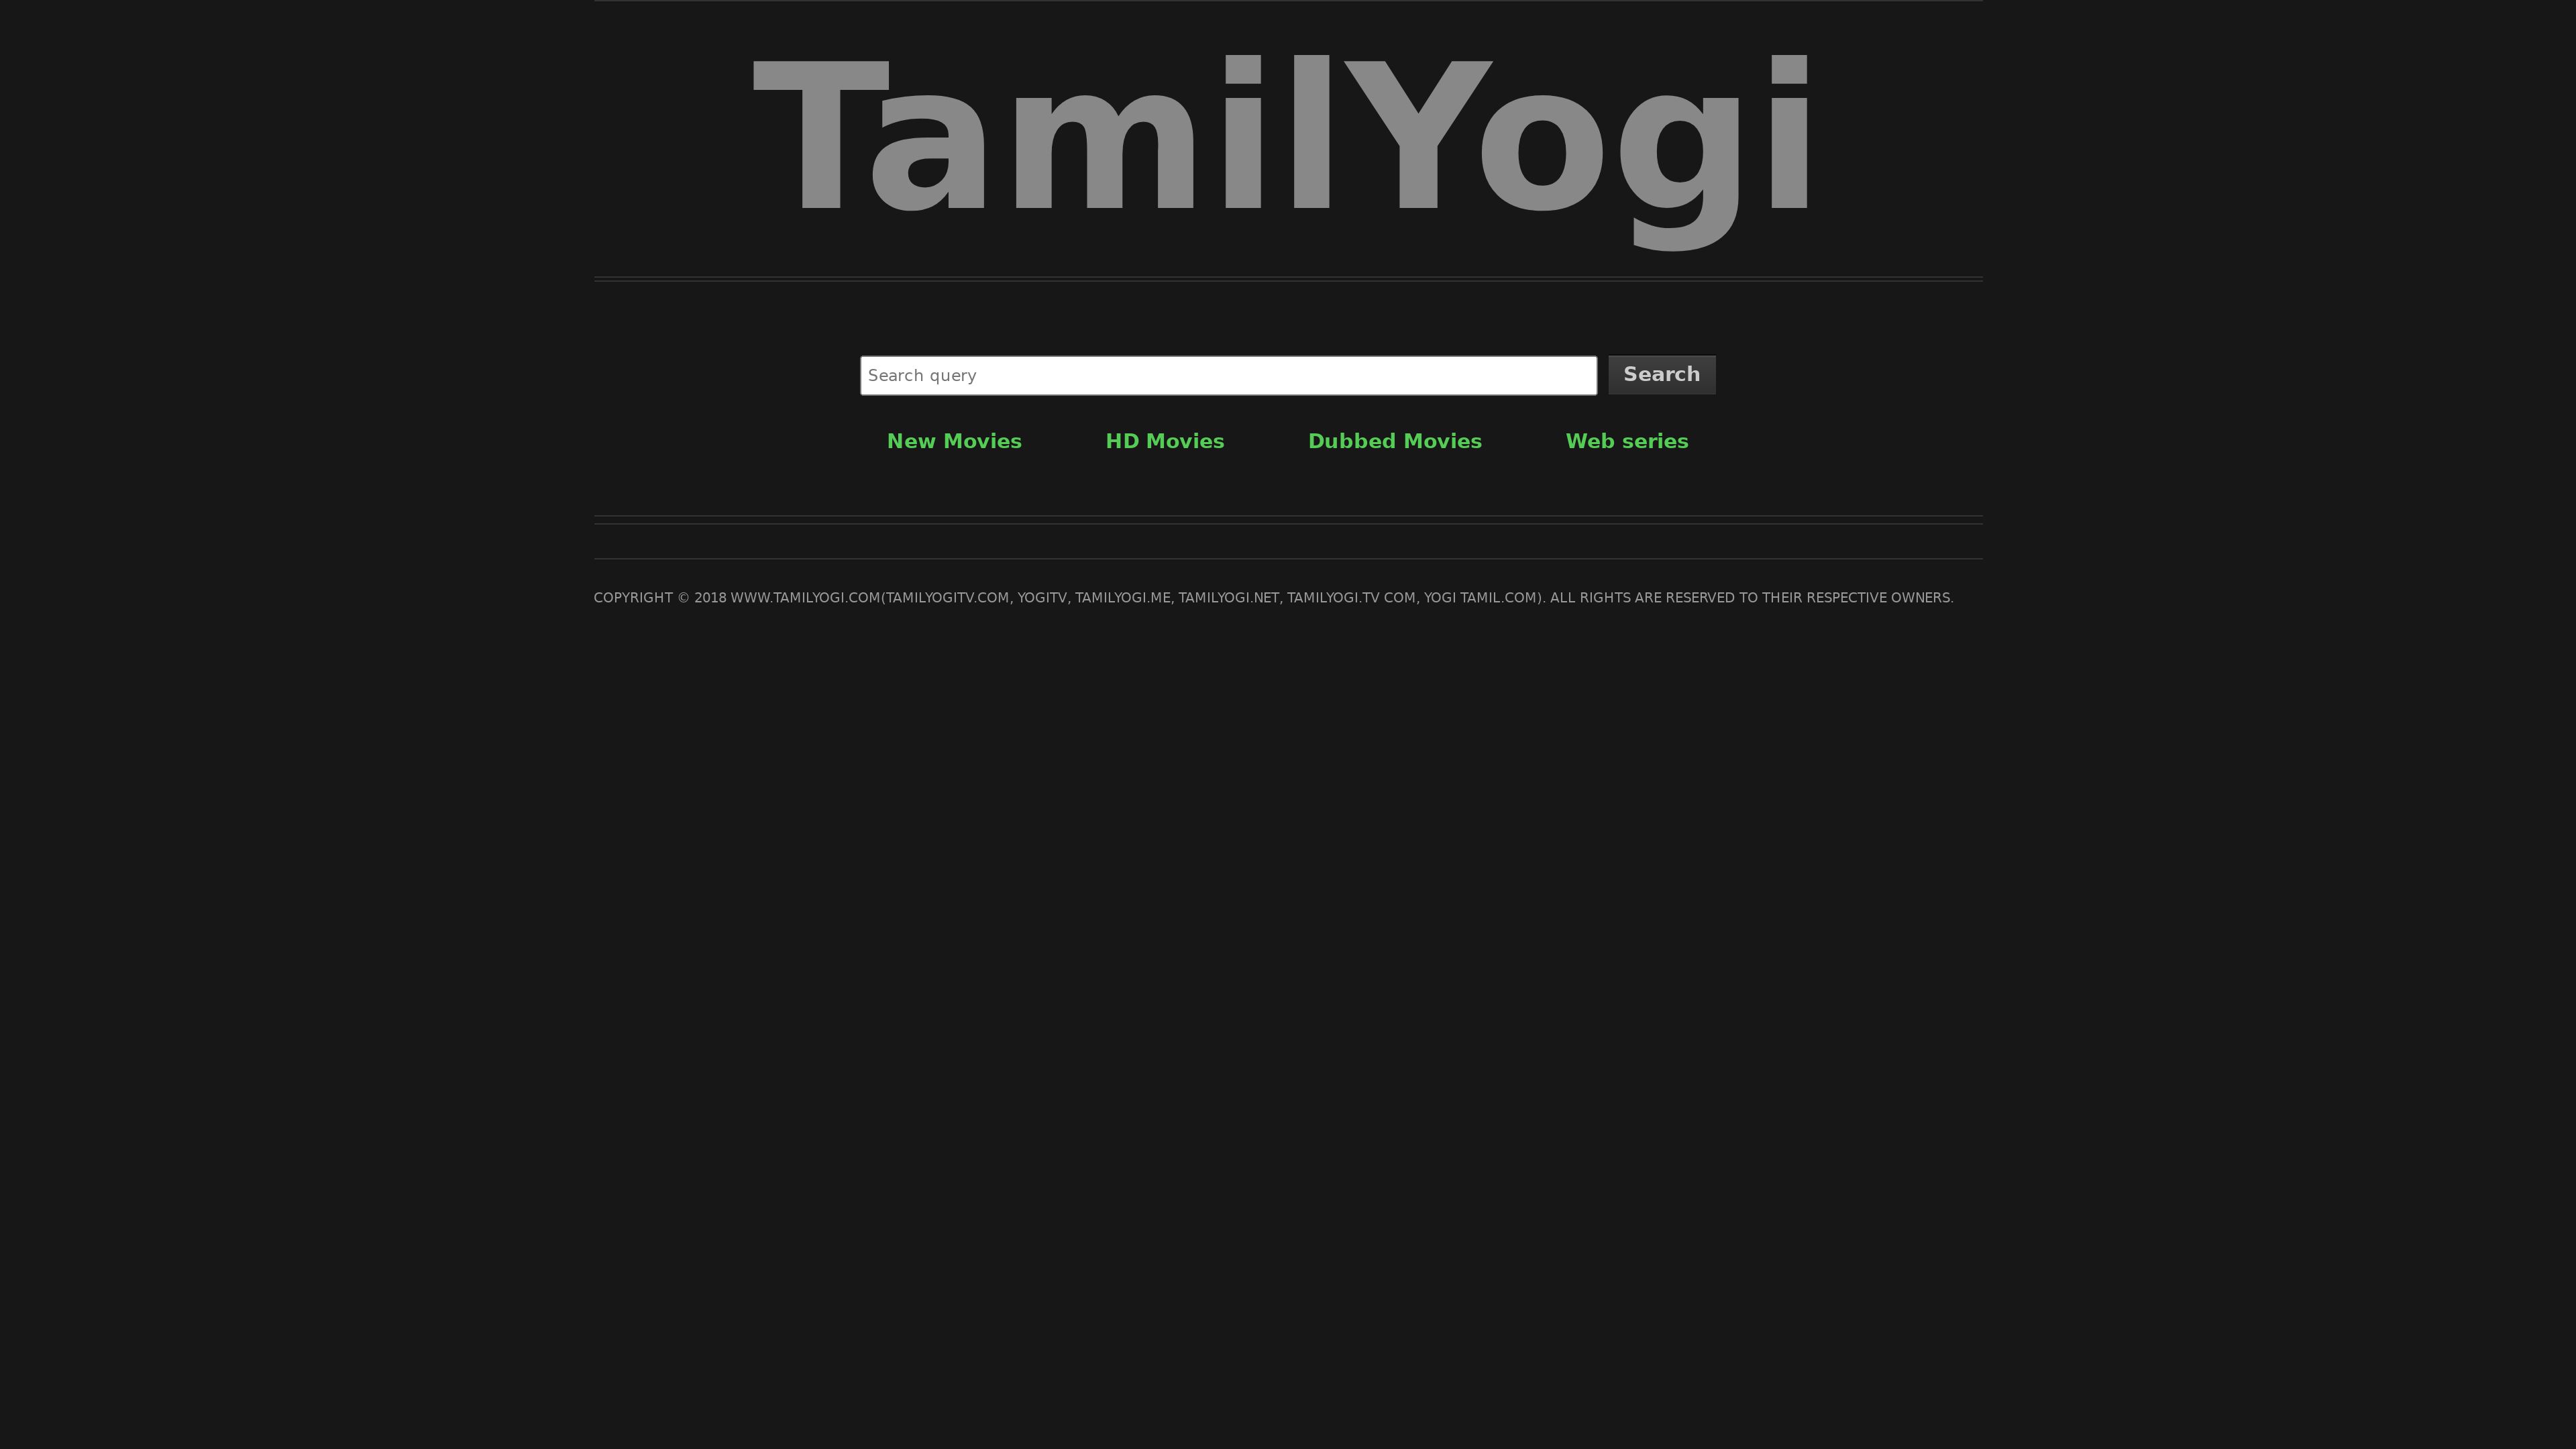 TamilYogi
Search query
Search
New Movies
HD Movies
Dubbed Movies
Web series
COPYRIGHT © 2018 WWW.TAMILYOGI.COM(TAMILYOGITV.COM, YOGITV, TAMILYOGI.ME, TAMILYOGI.NET, TAMILYOGI.TV COM, YOGI TAMIL.COM). ALL RIGHTS ARE RESERVED TO THEIR RESPECTIVE OWNERS.